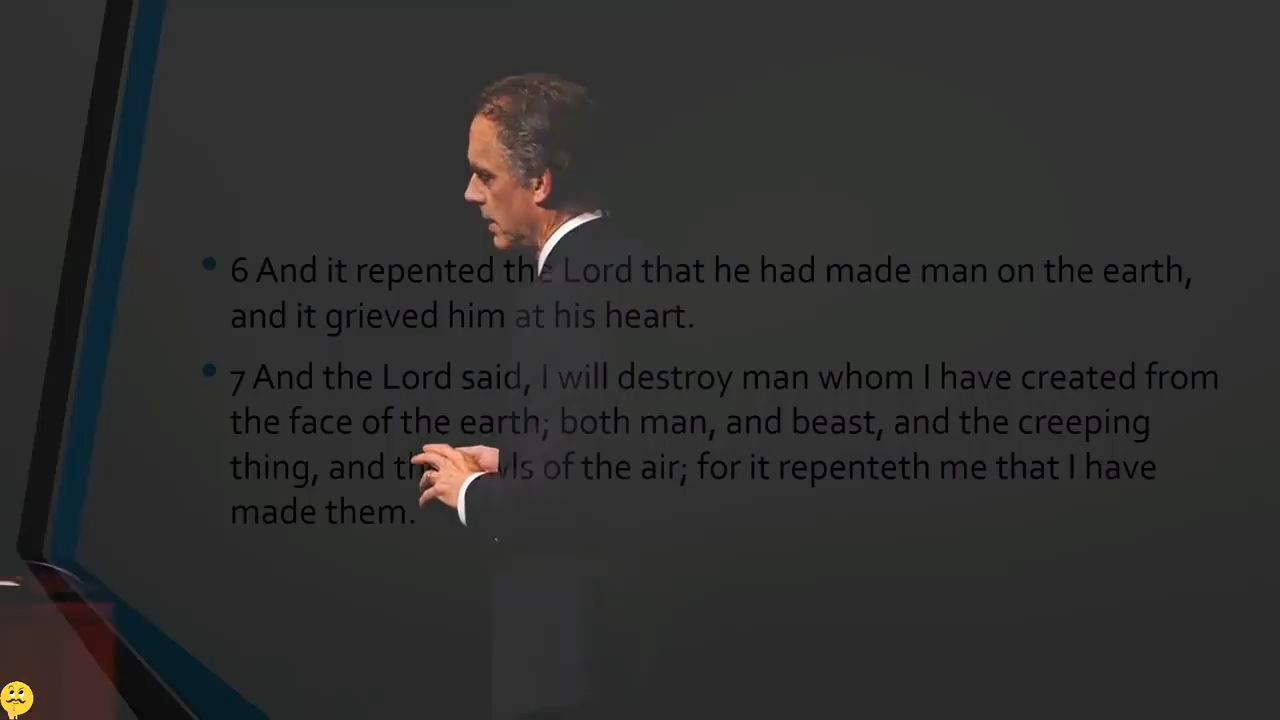 6 And it repented the Lord that he had made man on the earth,
and it grieved him at his heart.
7 And the Lord said, I will destroy man whom I have created from
the face of the earth; both man, and beast, and the creeping
thing, and the fowls of the air; for it repenteth me that I have
made them.